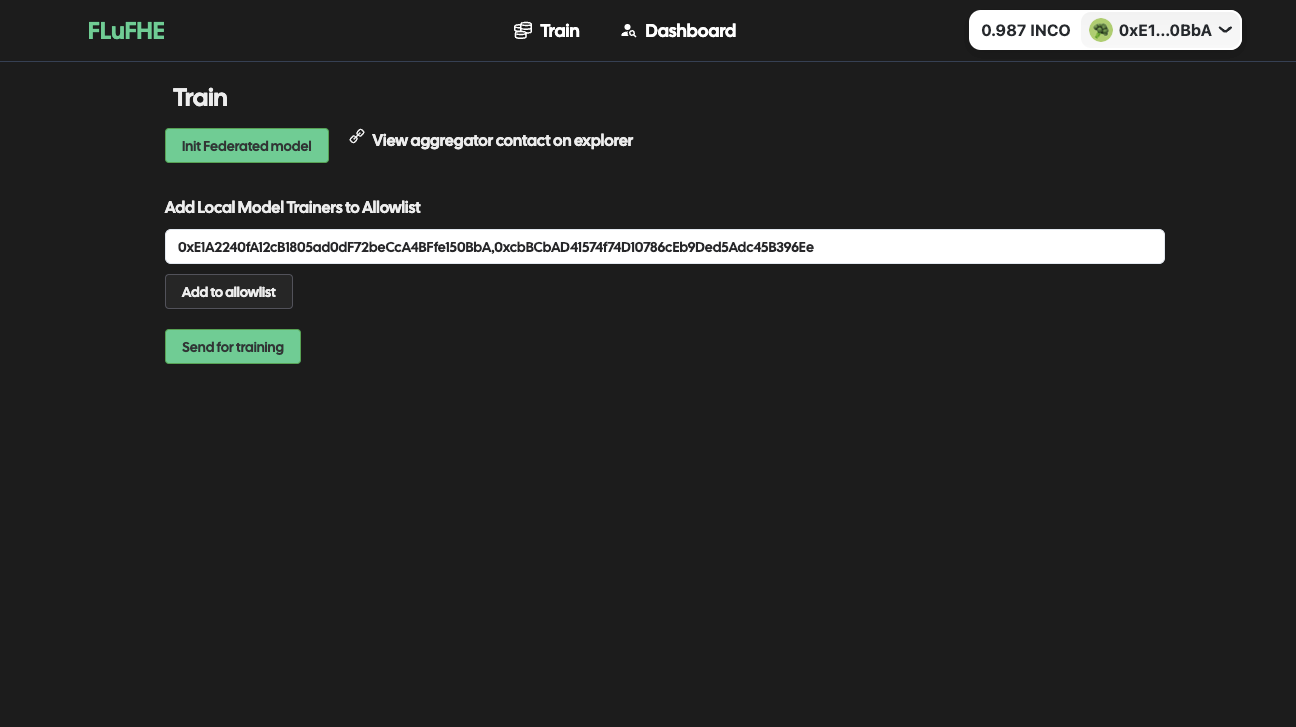 FLuFHE
Train
Dashboard
0.987 INCO
0xE1...0BbA
Train
Init Federated model
View aggregator contact on explorer
Add Local Model Trainers to Allowlist
0xE1A2240fA12cB1805ad0dF72beCcA4BFfe150BbA,0xcbBCbAD41574f74D10786cEb9Ded5Adc45B396Ee
Add to allowlist
Send for training